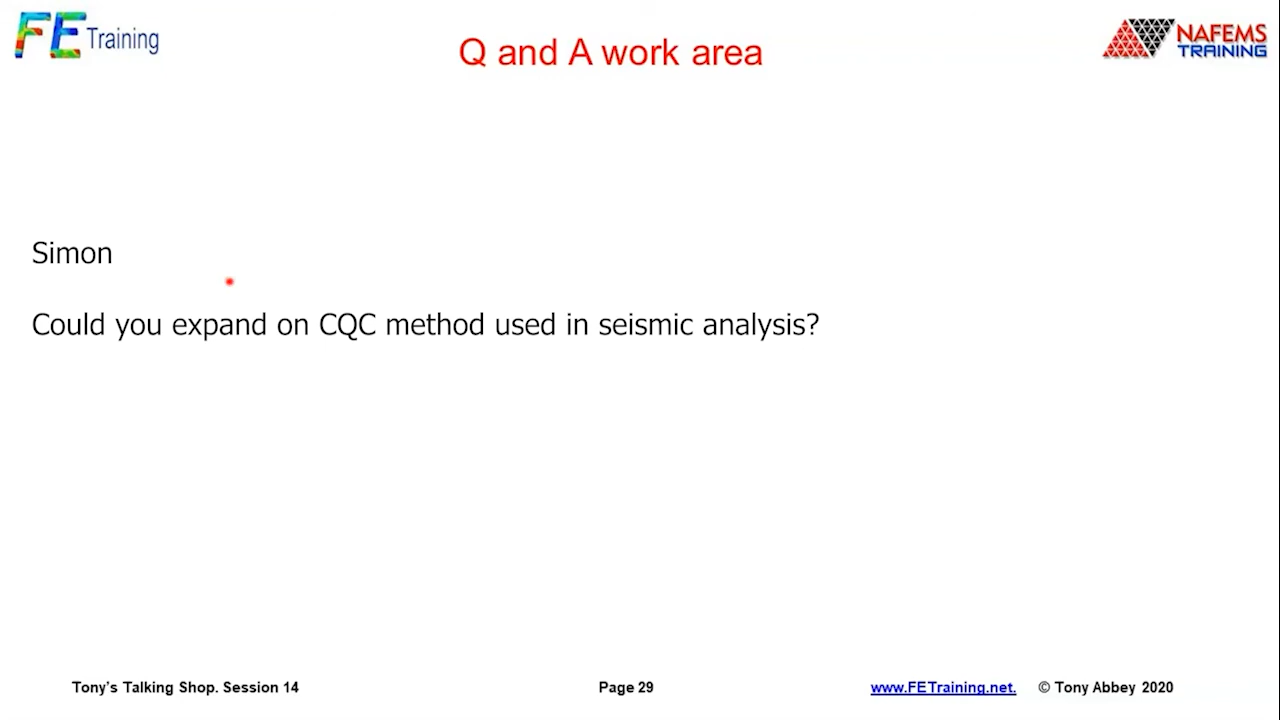 FE Training
Q and A work area
NAFEMS
TRAINING
Simon
Could you expand on CQC method used in seismic analysis?
Tony's Talking Shop. Session 14
Page 29
www.FETraining.net.
© Tony Abbey 2020